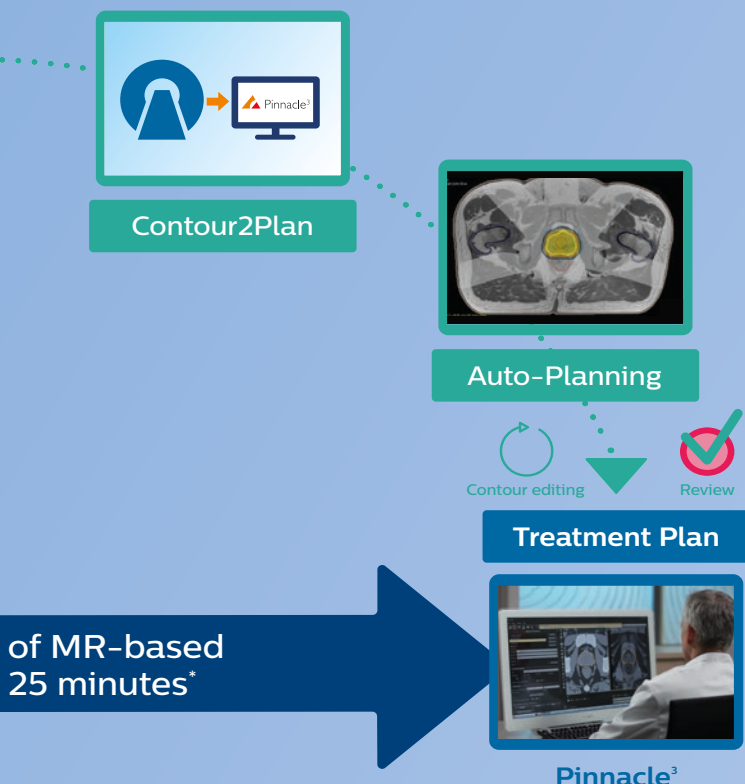 Pinnacle³
Contour2Plan
Auto-Planning
Contour editing
Review
Treatment Plan
of MR-based
25 minutes*
Pinnacle³